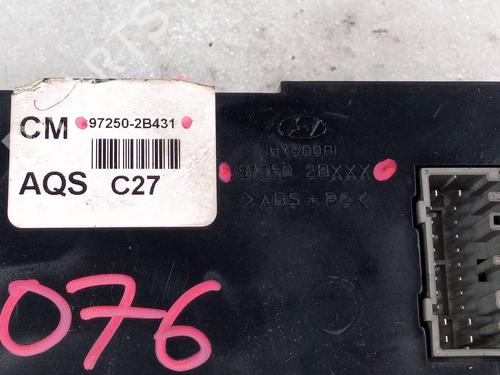 CM 97250-2B431
AQS C27
HYUNDAI
97250 2BXXX
>ABS+PC<
076